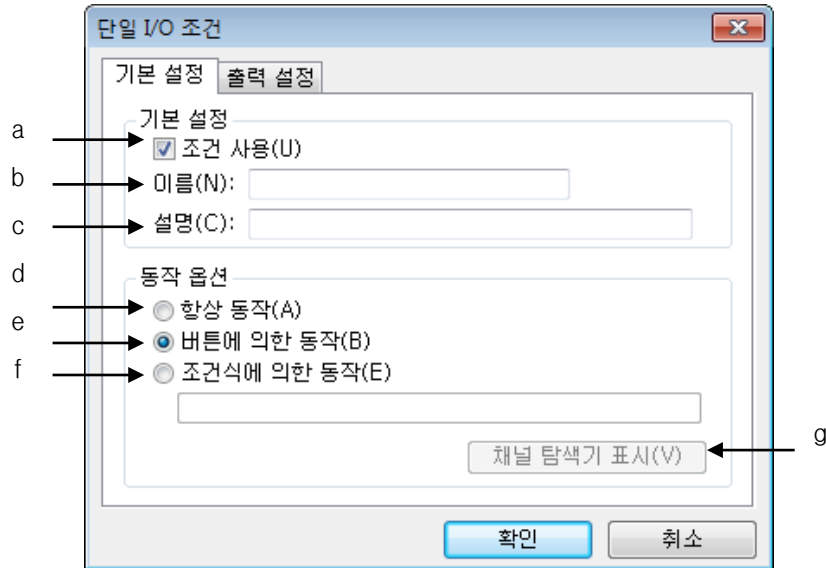 단일 I/O 조건
기본 설정 출력 설정
기본 설정
a
조건 사용(U)
b
이름(N):
c
설명(C):
d
동작 옵션
항상 동작(A)
e
버튼에 의한 동작(B)
f
조건식에 의한 동작(E)
g
채널 탐색기 표시(V)
확인 취소